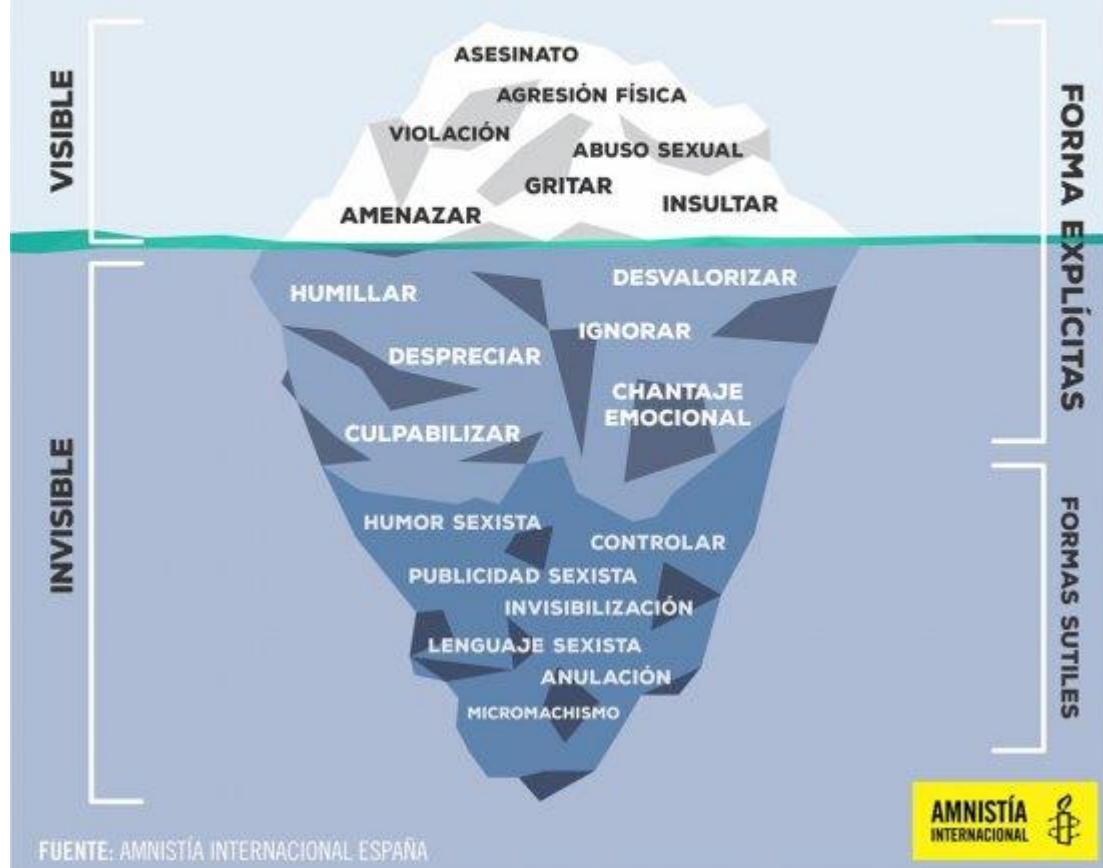 VISIBLE
ASESINATO
AGRESIÓN FÍSICA
VIOLACIÓN
ABUSO SEXUAL
GRITAR
INSULTAR
AMENAZAR
FORMA EXPLÍCITAS
INVISIBLE
DESVALORIZAR
HUMILLAR
IGNORAR
DESPRECIAR
CHANTAJE
EMOCIONAL
CULPABILIZAR
HUMOR SEXISTA
CONTROLAR
PUBLICIDAD SEXISTA
INVISIBILIZACIÓN
LENGUAJE SEXISTA
ANULACIÓN
MICROMACHISMO
FORMAS SUTILES
AMNISTÍA
INTERNACIONAL
FUENTE: AMNISTÍA INTERNACIONAL ESPAÑA